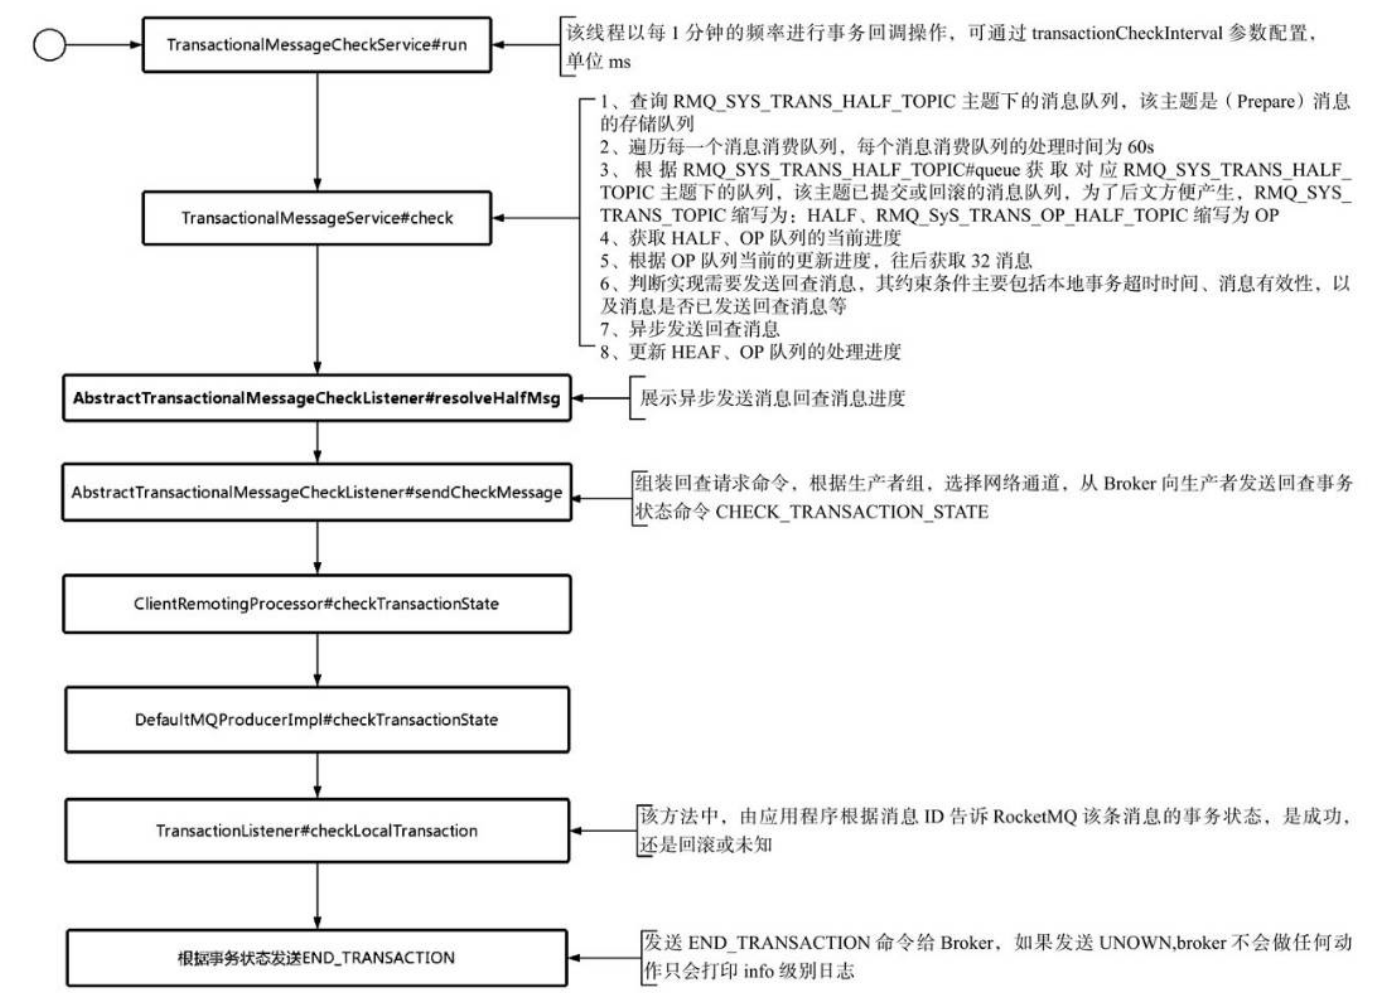 TransactionalMessageCheckService#run
该线程以每 1 分钟的频率进行事务回调操作，可通过 transactionCheckInterval 参数配置，
单位 ms
1、查询 RMQ_SYS_TRANS_HALF_TOPIC 主题下的消息队列，该主题是（Prepare）消息
的存储队列
2、遍历每一个消息消费队列，每个消息消费队列的处理时间为 60s
3、根据 RMQ_SYS_TRANS_HALF_TOPIC#queue 获取对应 RMQ_SYS_TRANS_HALF_
TOPIC 主题下的队列，该主题已提交或回滚的消息队列，为了后文方便产生，RMQ_SYS_
TRANS_TOPIC 缩写为：HALF、RMQ_SyS_TRANS_OP_HALF_TOPIC 缩写为 OP
4、获取 HALF、OP 队列的当前进度
5、根据 OP 队列当前的更新进度，往后获取 32 消息
6、判断实现需要发送回查消息，其约束条件主要包括本地事务超时时间、消息有效性，以
及消息是否已发送回查消息等
7、异步发送回查消息
8、更新 HEAF、OP 队列的处理进度
TransactionalMessageService#check
AbstractTransactionalMessageCheckListener#resolveHalfMsg
展示异步发送消息回查消息进度
AbstractTransactionalMessageCheckListener#sendCheckMessage
组装回查请求命令，根据生产者组，选择网络通道，从 Broker 向生产者发送回查事务
状态命令 CHECK_TRANSACTION_STATE
ClientRemotingProcessor#checkTransactionState
DefaultMQProducerImpl#checkTransactionState
TransactionListener#checkLocalTransaction
该方法中，由应用程序根据消息 ID 告诉 RocketMQ 该条消息的事务状态，是成功，
还是回滚或未知
根据事务状态发送END_TRANSACTION
发送 END_TRANSACTION 命令给 Broker，如果发送 UNOWN,broker 不会做任何动
作只会打印 info 级别日志